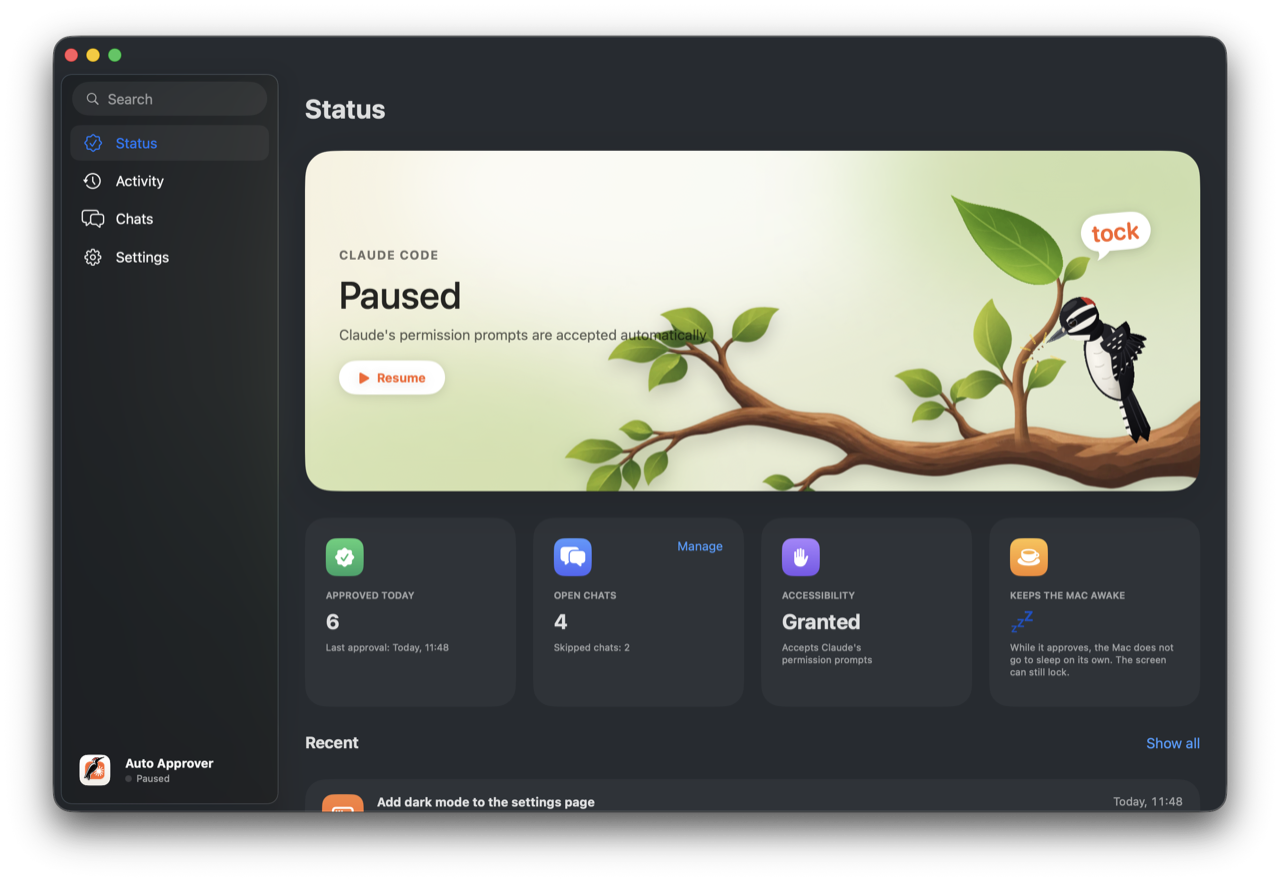 Search
Status
Activity
Chats
Settings
Auto Approver
Paused
Status
CLAUDE CODE
Paused
Claude's permission prompts are accepted automatically
Resume
tock
APPROVED TODAY
6
Last approval: Today, 11:48
Manage
OPEN CHATS
4
Skipped chats: 2
ACCESSIBILITY
Granted
Accepts Claude's
permission prompts
KEEPS THE MAC AWAKE
zzZ
While it approves, the Mac does not
go to sleep on its own. The screen
can still lock.
Recent
Show all
Add dark mode to the settings page
Today, 11:48